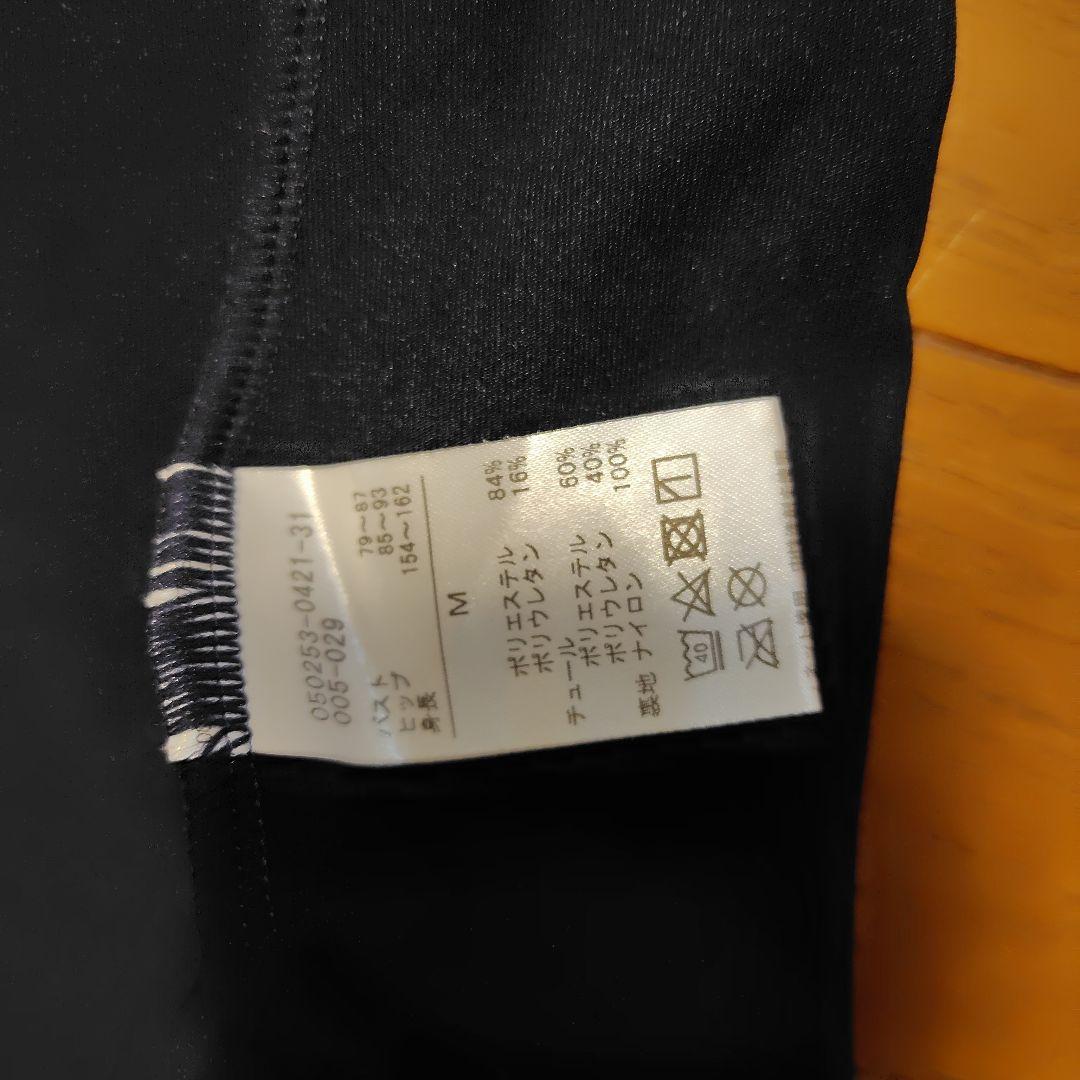 050253-0421-31
005-029
バスト 79～87
ヒップ 85～93
身長 154～162
M
ポリエステル 84%
ポリウレタン 16%
チュール
ポリエステル 60%
ポリウレタン 40%
裏地 ナイロン 100%
40